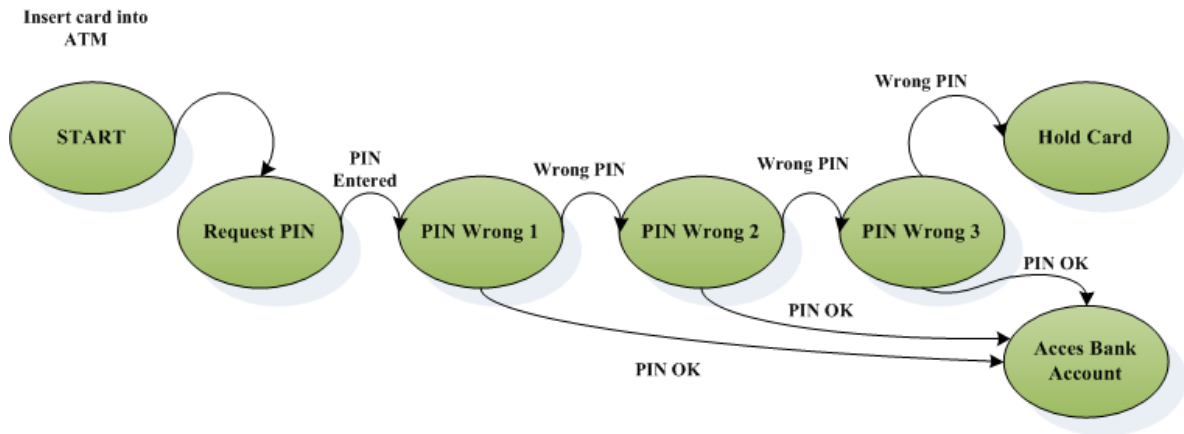 Insert card into
ATM
START
Request PIN
PIN
Entered
PIN Wrong 1
Wrong PIN
PIN Wrong 2
Wrong PIN
PIN Wrong 3
Wrong PIN
Hold Card
PIN OK
PIN OK
PIN OK
Acces Bank
Account